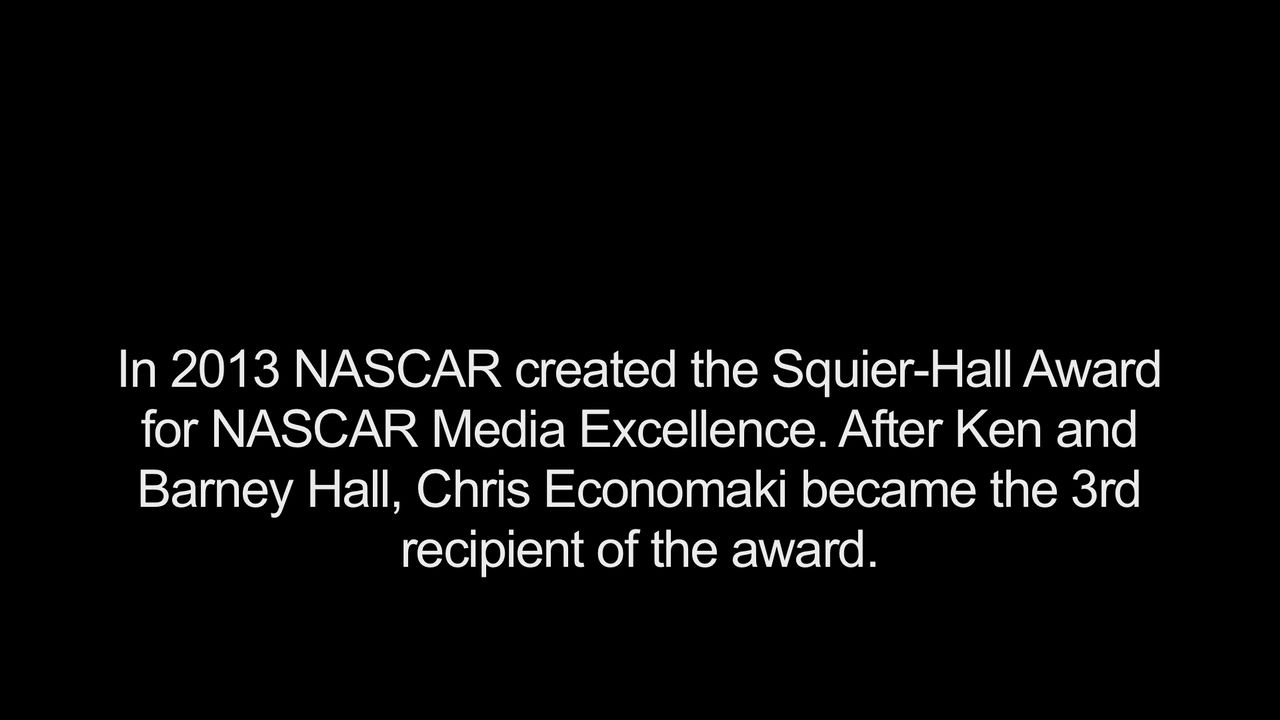 In 2013 NASCAR created the Squier-Hall Award
for NASCAR Media Excellence. After Ken and
Barney Hall, Chris Economaki became the 3rd
recipient of the award.